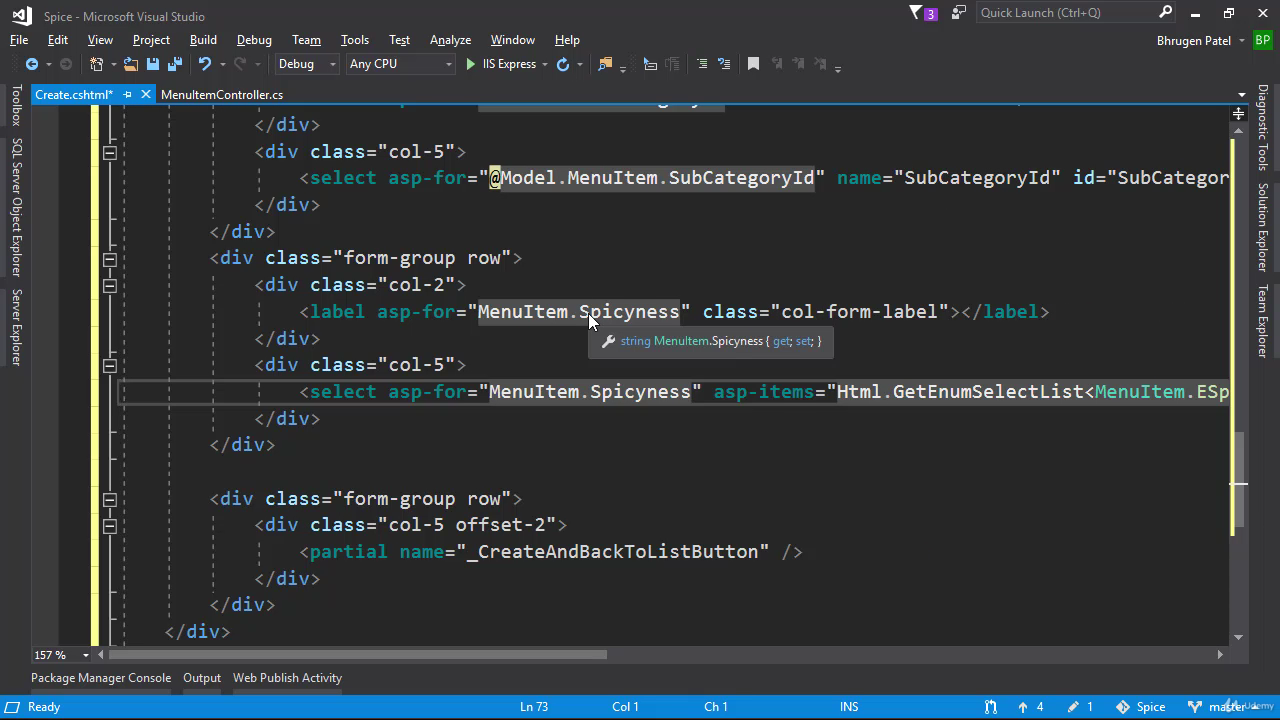 Spice - Microsoft Visual Studio
3
Quick Launch (Ctrl+Q)
File Edit View Project Build Debug Team Tools Test Analyze Window Help
Bhrugen Patel BP
Debug Any CPU IIS Express
Create.cshtml* MenuItemController.cs
Toolbox
SQL Server Object Explorer
Server Explorer
</div>
<div class="col-5">
<select asp-for="@Model.MenuItem.SubCategoryId" name="SubCategoryId" id="SubCategor
</div>
</div>
<div class="form-group row">
<div class="col-2">
<label asp-for="MenuItem.Spicyness" class="col-form-label"></label>
</div>
string MenuItem.Spicyness { get; set; }
<div class="col-5">
<select asp-for="MenuItem.Spicyness" asp-items="Html.GetEnumSelectList<MenuItem.ESp
</div>
</div>
<div class="form-group row">
<div class="col-5 offset-2">
<partial name="_CreateAndBackToListButton" />
</div>
</div>
</div>
Diagnostic Tools
Solution Explorer
Team Explorer
157 %
Package Manager Console Output Web Publish Activity
Ready Ln 73 Col 1 Ch 1 INS 4 1 Spice master
Udemy